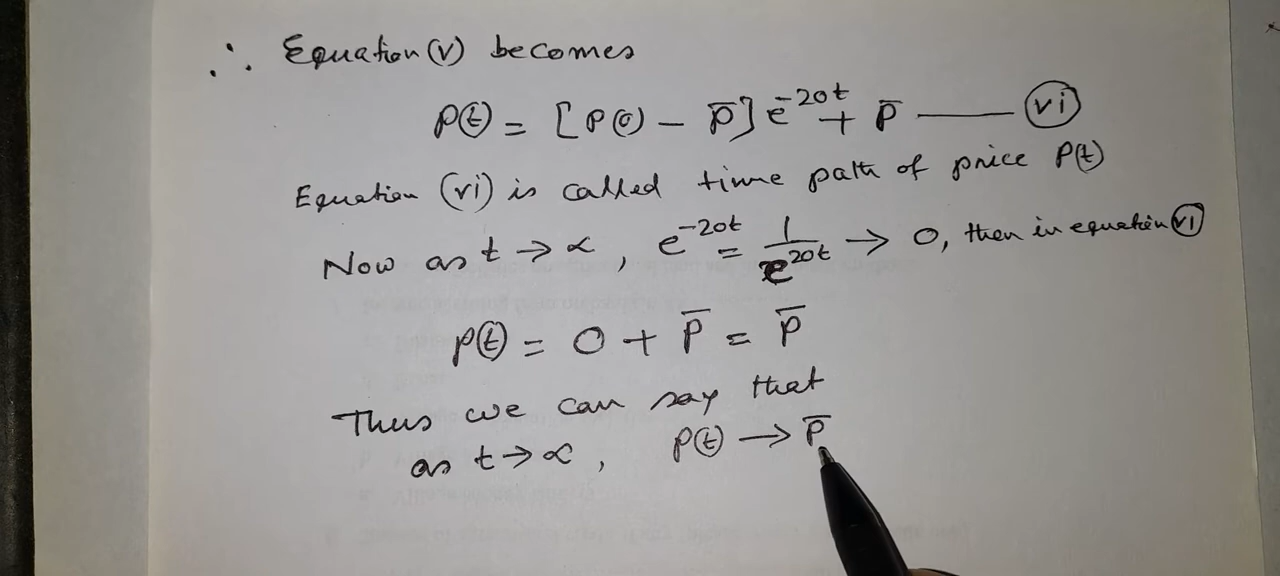 ∴ Equation (v) becomes
P(t) = [P(0) − P̅] e^{-20t} + P̅ —— (vi)
Equation (vi) is called time path of price P(t)
Now as t → ∝, e^{-20t} = 1/e^{20t} → 0, then in equation (vi)
P(t) = 0 + P̅ = P̅
Thus we can say that
as t → ∝, P(t) → P̅